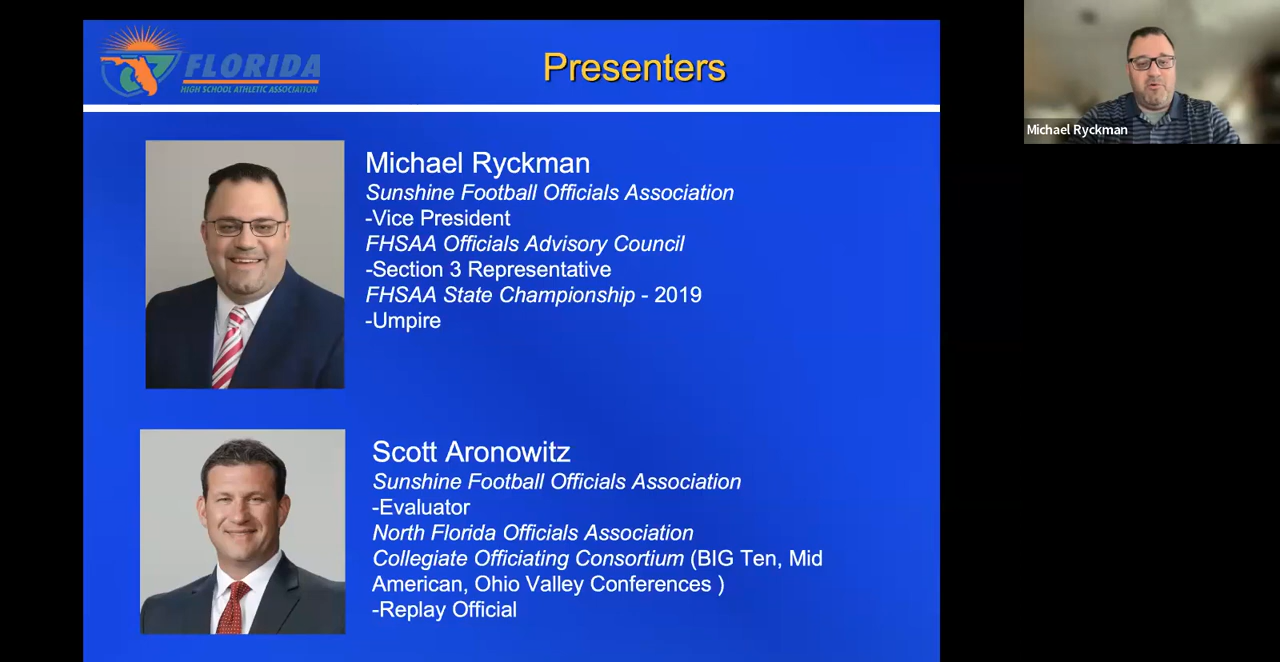 FLORIDA
HIGH SCHOOL ATHLETIC ASSOCIATION
Presenters
Michael Ryckman
Michael Ryckman
Sunshine Football Officials Association
-Vice President
FHSAA Officials Advisory Council
-Section 3 Representative
FHSAA State Championship - 2019
-Umpire
Scott Aronowitz
Sunshine Football Officials Association
-Evaluator
North Florida Officials Association
Collegiate Officiating Consortium (BIG Ten, Mid
American, Ohio Valley Conferences )
-Replay Official